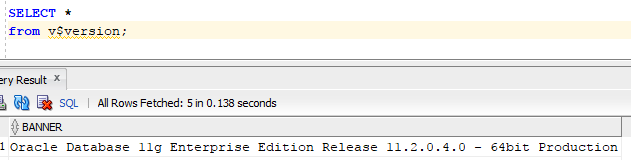 SELECT *
from v$version;
ery Result x
SQL | All Rows Fetched: 5 in 0.138 seconds
BANNER
1 Oracle Database 11g Enterprise Edition Release 11.2.0.4.0 - 64bit Production